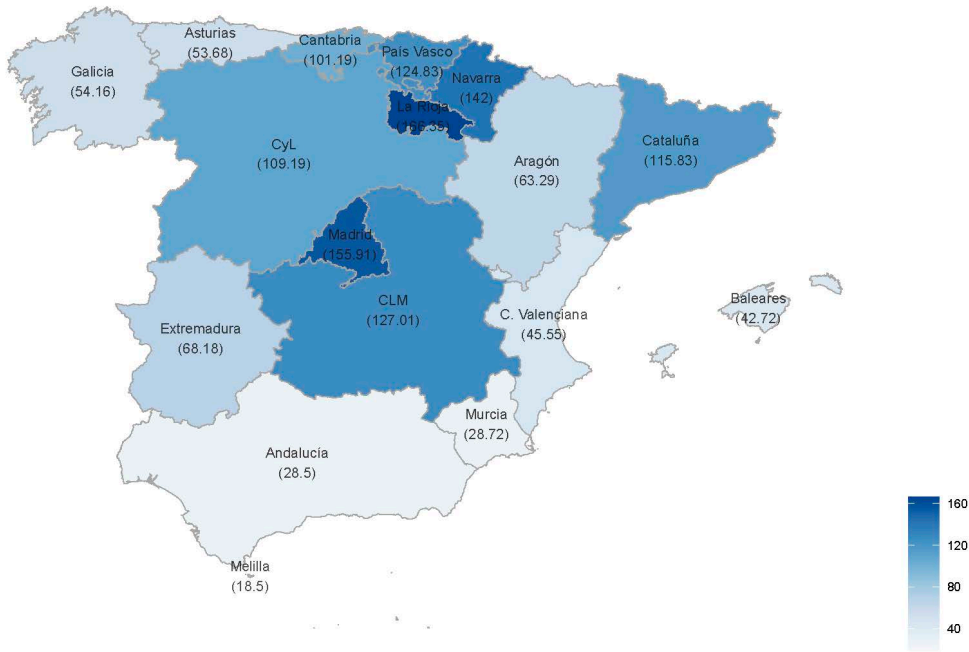 Asturias
(53.68)
Cantabria
(101.19)
País Vasco
(124.83)
Galicia
(54.16)
Navarra
(142)
La Rioja
(166.35)
CyL
(109.19)
Aragón
(63.29)
Cataluña
(115.83)
Madrid
(155.91)
CLM
(127.01)
C. Valenciana
(45.55)
Baleares
(42.72)
Extremadura
(68.18)
Murcia
(28.72)
Andalucía
(28.5)
Melilla
(18.5)
160
120
80
40